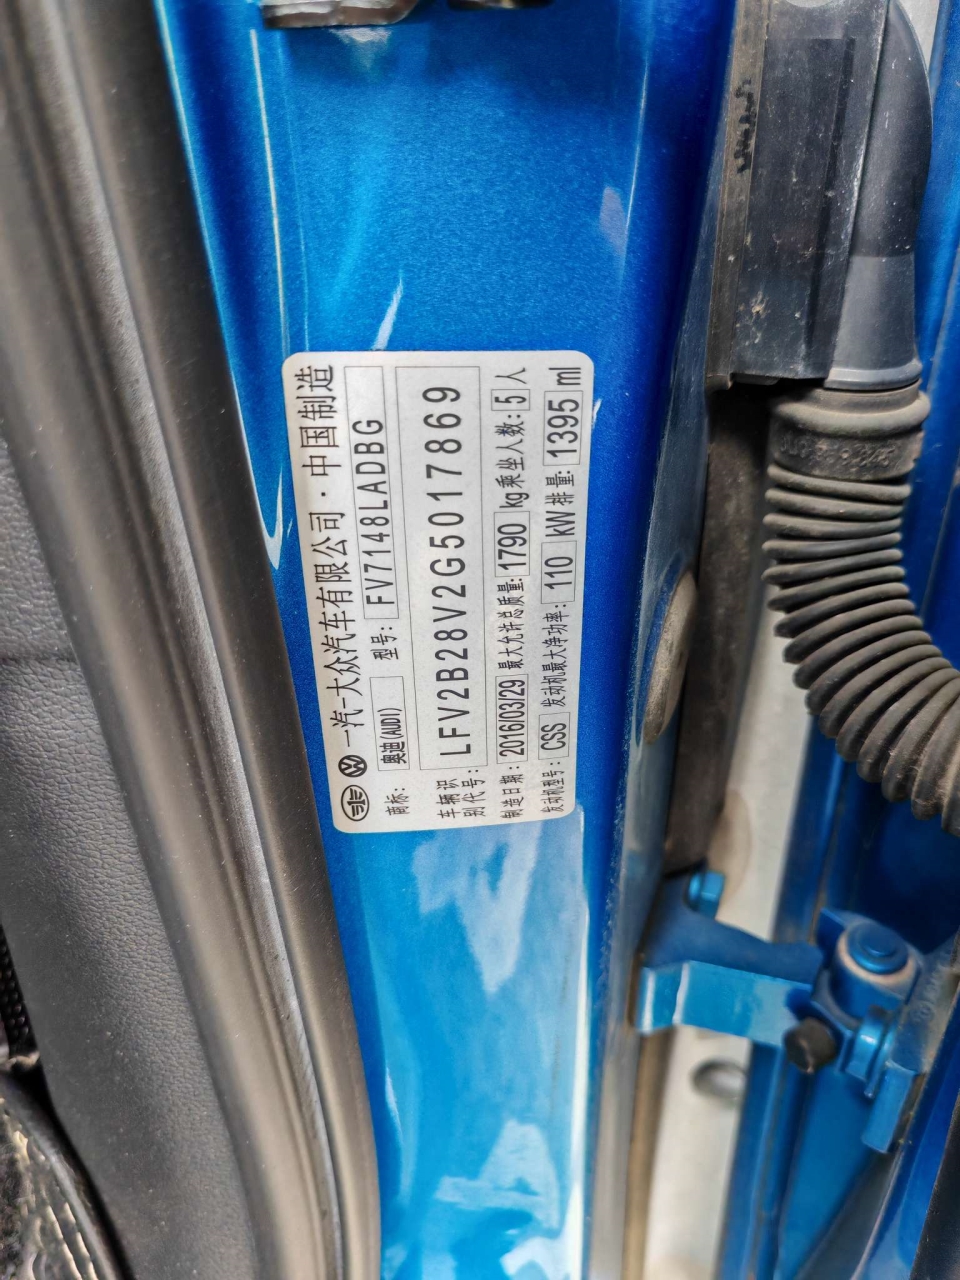 一汽-大众汽车有限公司·中国制造
商标: 奥迪(AUDI) 型号: FV7148LADBG
车辆识别代号: LFV2B28V2G5017869
制造日期: 2016/03/29 最大允许总质量: 1790 kg 乘坐人数: 5 人
发动机型号: CSS 发动机最大净功率: 110 kW 排量: 1395 ml